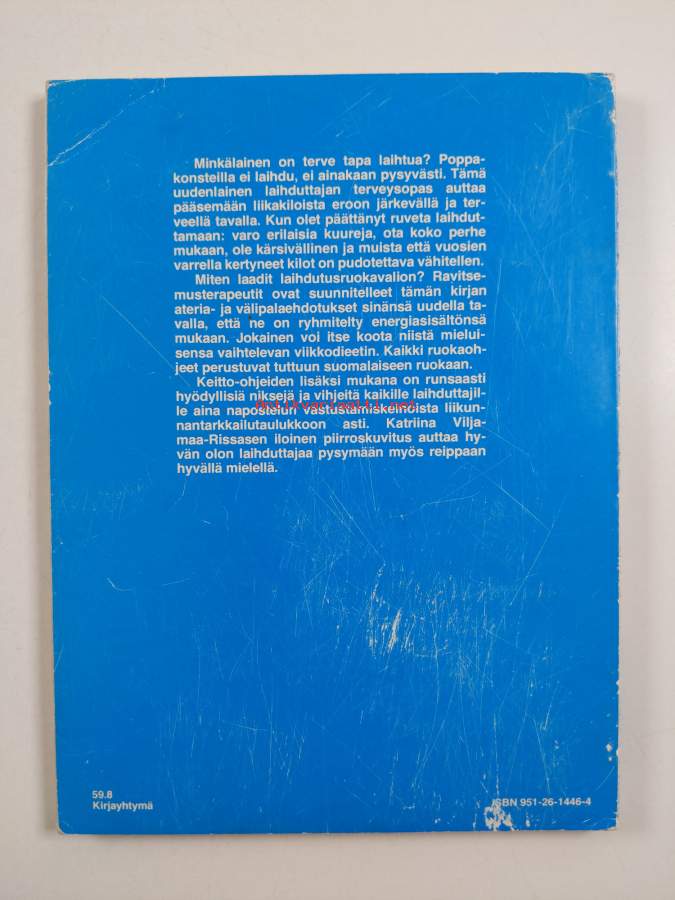 Minkälainen on terve tapa laihtua? Poppa-
konsteilla ei laihdu, ei ainakaan pysyvästi. Tämä
uudenlainen laihduttajan terveysopas auttaa
pääsemään liikakiloista eroon järkevällä ja ter-
veellä tavalla. Kun olet päättänyt ruveta laihdut-
tamaan: varo erilaisia kuureja, ota koko perhe
mukaan, ole kärsivällinen ja muista että vuosien
varrella kertyneet kilot on pudotettava vähitellen.
Miten laadit laihdutusruokavalion? Ravitse-
musterapeutit ovat suunnitelleet tämän kirjan
ateria- ja välipalaehdotukset sinänsä uudella ta-
valla, että ne on ryhmitelty energiasisältönsä
mukaan. Jokainen voi itse koota niistä mielui-
sensa vaihtelevan viikkodieetin. Kaikki ruokaoh-
jeet perustuvat tuttuun suomalaiseen ruokaan.
Keitto-ohjeiden lisäksi mukana on runsaasti
hyödyllisiä niksejä ja vihjeitä kaikille laihduttajil-
le aina napostelun vastustamiskeinoista liikun-
antikvariaatti.net
nantarkkailutaulukkoon asti. Katriina Vilja-
maa-Rissasen iloinen piirroskuvitus auttaa hy-
vän olon laihduttajaa pysymään myös reippaan
hyvällä mielellä.
59.8
Kirjayhtymä
ISBN 951-26-1446-4